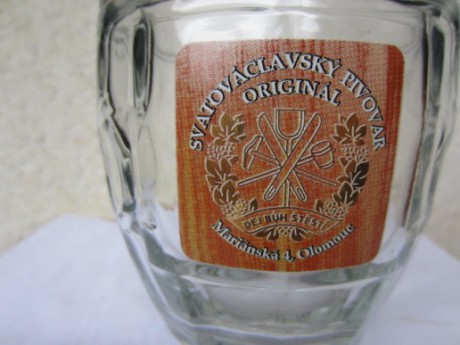 SVATOVÁCLAVSKÝ PIVOVAR
ORIGINÁL
DEJ BŮH ŠTĚSTÍ
Mariánská 4, Olomouc